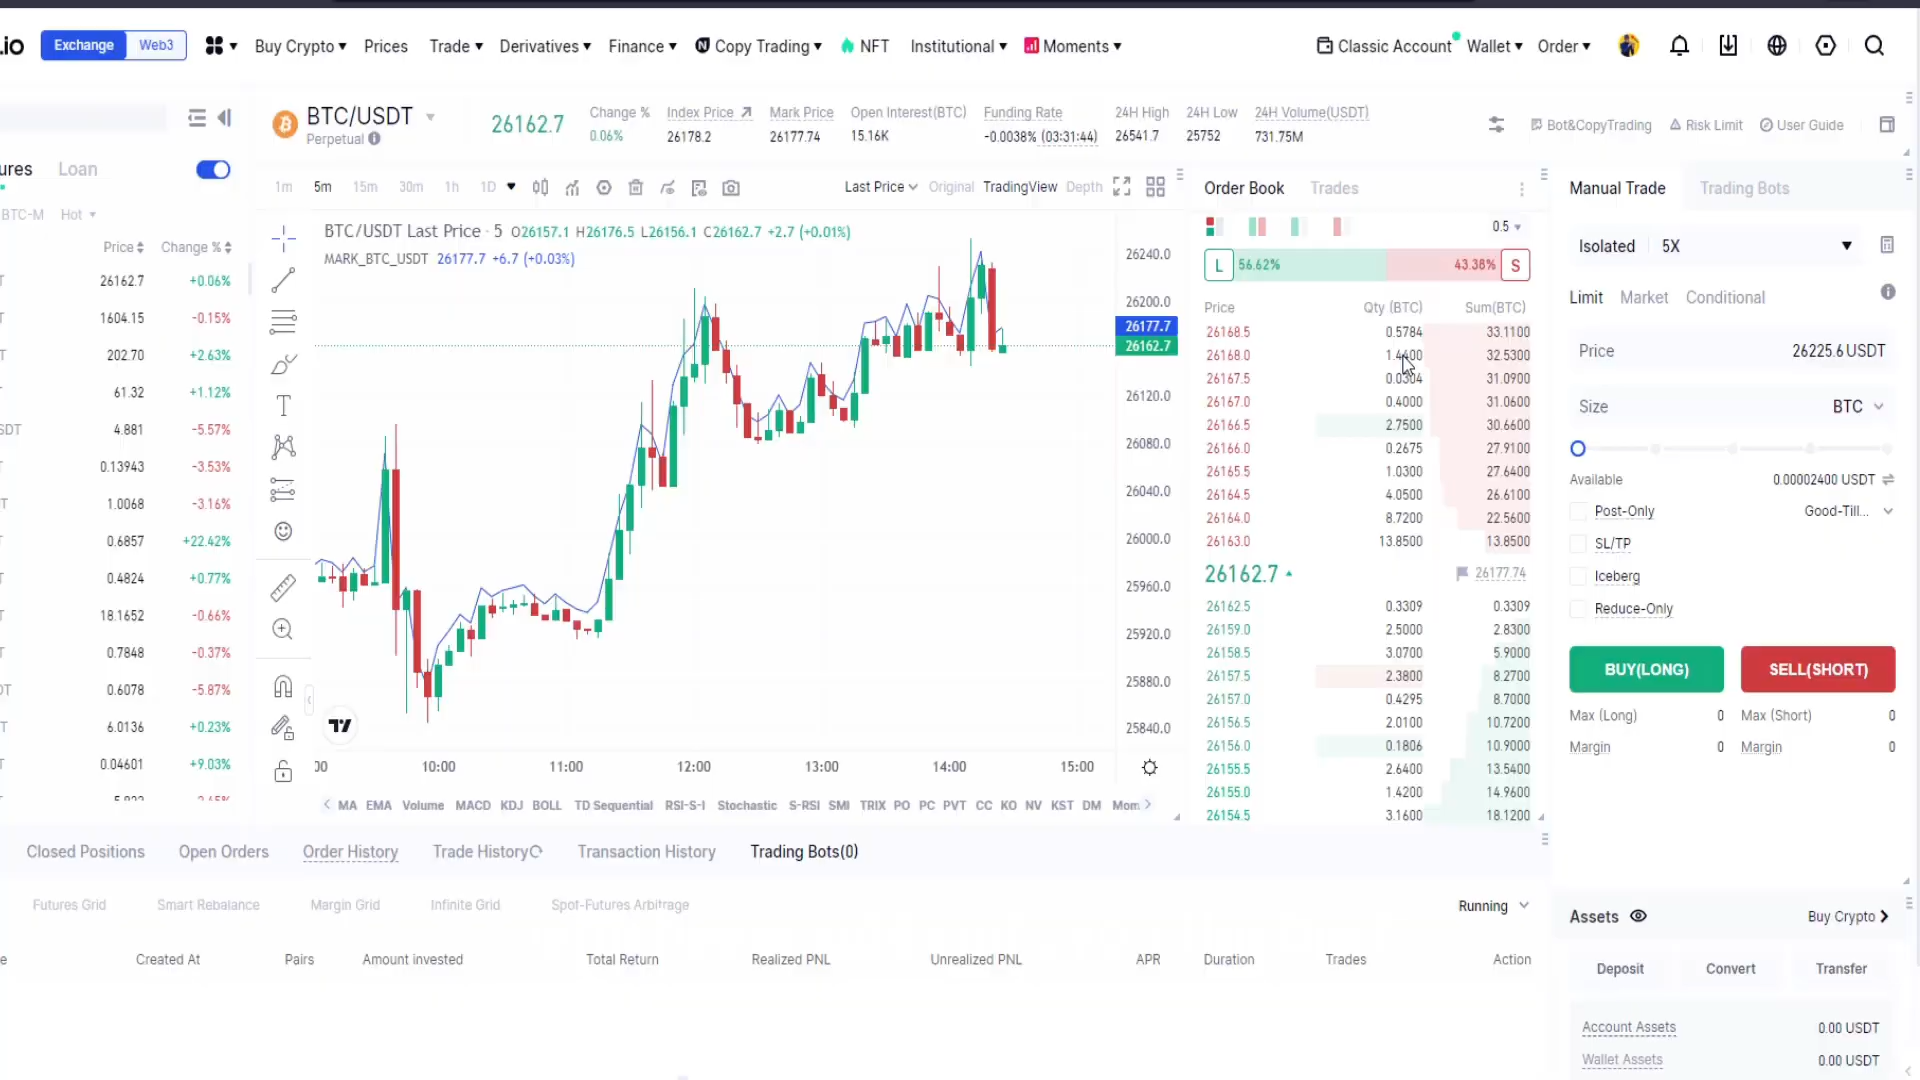 .io Exchange Web3 Buy Crypto Prices Trade Derivatives Finance Copy Trading NFT Institutional Moments Classic Account Wallet Order
BTC/USDT
Perpetual
26162.7
Change %
0.06%
Index Price
26178.2
Mark Price
26177.74
Open Interest(BTC)
15.16K
Funding Rate
-0.0038% (03:31:44)
24H High
26541.7
24H Low
25752
24H Volume(USDT)
731.75M
Bot&CopyTrading Risk Limit User Guide
ures Loan
BTC-M Hot
Price Change %
T 26162.7 +0.06%
T 1604.15 -0.15%
T 202.70 +2.63%
T 61.32 +1.12%
SDT 4.881 -5.57%
T 0.13943 -3.53%
T 1.0068 -3.16%
0.6857 +22.42%
T 0.4824 +0.77%
T 18.1652 -0.66%
T 0.7848 -0.37%
DT 0.6078 -5.87%
T 6.0136 +0.23%
T 0.04601 +9.03%
1m 5m 15m 30m 1h 1D Last Price Original TradingView Depth
BTC/USDT Last Price · 5 O26157.1 H26176.5 L26156.1 C26162.7 +2.7 (+0.01%)
MARK_BTC_USDT 26177.7 +6.7 (+0.03%)
26240.0
26200.0
26177.7
26162.7
26120.0
26080.0
26040.0
26000.0
25960.0
25920.0
25880.0
25840.0
00 10:00 11:00 12:00 13:00 14:00 15:00
MA EMA Volume MACD KDJ BOLL TD Sequential RSI-S-I Stochastic S-RSI SMI TRIX PO PC PVT CC KO NV KST DM Mom
Order Book Trades
0.5
L 56.62% 43.38% S
Price Qty (BTC) Sum(BTC)
26168.5 0.5784 33.1100
26168.0 1.4400 32.5300
26167.5 0.0304 31.0900
26167.0 0.4000 31.0600
26166.5 2.7500 30.6600
26166.0 0.2675 27.9100
26165.5 1.0300 27.6400
26164.5 4.0500 26.6100
26164.0 8.7200 22.5600
26163.0 13.8500 13.8500
26162.7 26177.74
26162.5 0.3309 0.3309
26159.0 2.5000 2.8300
26158.5 3.0700 5.9000
26157.5 2.3800 8.2700
26157.0 0.4295 8.7000
26156.5 2.0100 10.7200
26156.0 0.1806 10.9000
26155.5 2.6400 13.5400
26155.0 1.4200 14.9600
26154.5 3.1600 18.1200
Manual Trade Trading Bots
Isolated 5X
Limit Market Conditional
Price 26225.6 USDT
Size BTC
Available 0.00002400 USDT
Post-Only Good-Till...
SL/TP
Iceberg
Reduce-Only
BUY(LONG) SELL(SHORT)
Max (Long) 0 Max (Short) 0
Margin 0 Margin 0
Closed Positions Open Orders Order History Trade History Transaction History Trading Bots(0)
Futures Grid Smart Rebalance Margin Grid Infinite Grid Spot-Futures Arbitrage Running
e Created At Pairs Amount invested Total Return Realized PNL Unrealized PNL APR Duration Trades Action
Assets Buy Crypto
Deposit Convert Transfer
Account Assets 0.00 USDT
Wallet Assets 0.00 USDT